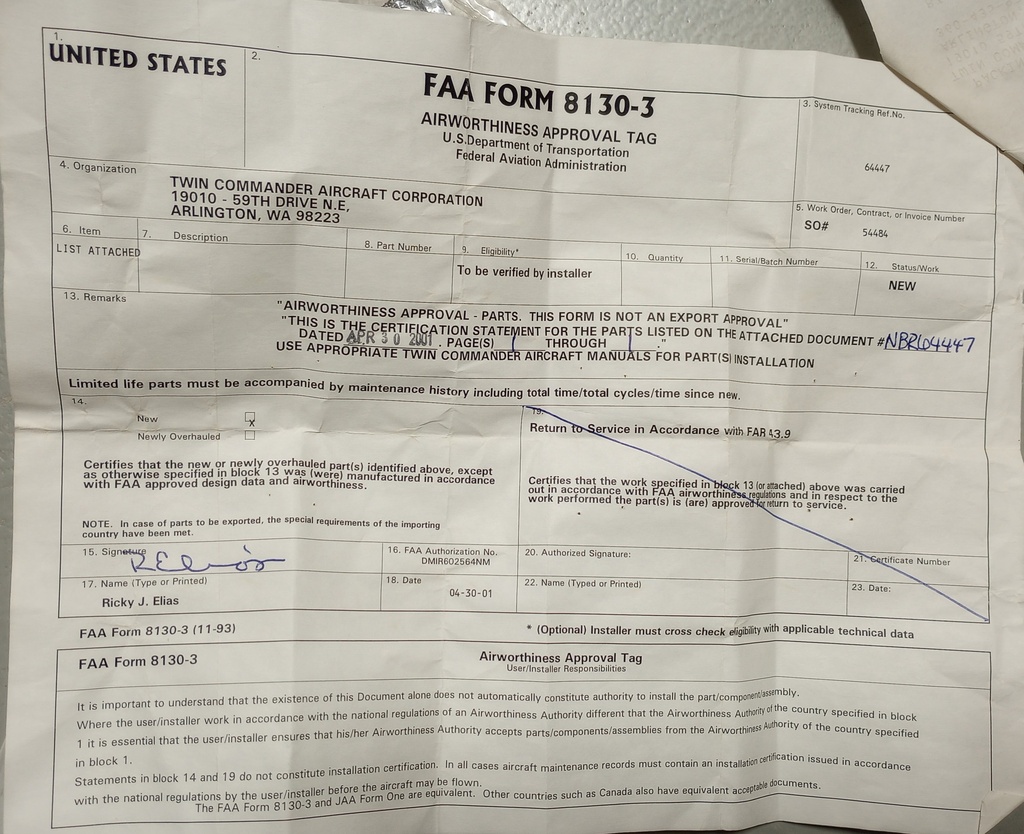 1.
UNITED STATES
2.
FAA FORM 8130-3
AIRWORTHINESS APPROVAL TAG
U.S.Department of Transportation
Federal Aviation Administration
3. System Tracking Ref.No.
64447
4. Organization
TWIN COMMANDER AIRCRAFT CORPORATION
19010 - 59TH DRIVE N.E,
ARLINGTON, WA 98223
5. Work Order, Contract, or Invoice Number
SO# 54484
6. Item
LIST ATTACHED
7. Description
8. Part Number
9. Eligibility*
To be verified by installer
10. Quantity
11. Serial/Batch Number
12. Status/Work
NEW
13. Remarks
"AIRWORTHINESS APPROVAL - PARTS. THIS FORM IS NOT AN EXPORT APPROVAL"
"THIS IS THE CERTIFICATION STATEMENT FOR THE PARTS LISTED ON THE ATTACHED DOCUMENT #NBRL04447
DATED APR 30 2001 . PAGE(S) 1 THROUGH 1 ."
USE APPROPRIATE TWIN COMMANDER AIRCRAFT MANUALS FOR PART(S) INSTALLATION
Limited life parts must be accompanied by maintenance history including total time/total cycles/time since new.
14.
New x
Newly Overhauled
Certifies that the new or newly overhauled part(s) identified above, except
as otherwise specified in block 13 was (were) manufactured in accordance
with FAA approved design data and airworthiness.
NOTE. In case of parts to be exported, the special requirements of the importing
country have been met.
19.
Return to Service in Accordance with FAR 43.9
Certifies that the work specified in block 13 (or attached) above was carried
out in accordance with FAA airworthiness regulations and in respect to the
work performed the part(s) is (are) approved for return to service.
15. Signature
16. FAA Authorization No.
DMIR602564NM
17. Name (Type or Printed)
Ricky J. Elias
18. Date
04-30-01
20. Authorized Signature:
21. Certificate Number
22. Name (Typed or Printed)
23. Date:
FAA Form 8130-3 (11-93)
* (Optional) Installer must cross check eligibility with applicable technical data
FAA Form 8130-3
Airworthiness Approval Tag
User/Installer Responsibilities
It is important to understand that the existence of this Document alone does not automatically constitute authority to install the part/component/assembly.
Where the user/installer work in accordance with the national regulations of an Airworthiness Authority different that the Airworthiness Authority of the country specified in block
1 it is essential that the user/installer ensures that his/her Airworthiness Authority accepts parts/components/assemblies from the Airworthiness Authority of the country specified
in block 1.
Statements in block 14 and 19 do not constitute installation certification. In all cases aircraft maintenance records must contain an installation certification issued in accordance
with the national regulations by the user/installer before the aircraft may be flown.
The FAA Form 8130-3 and JAA Form One are equivalent. Other countries such as Canada also have equivalent acceptable documents.